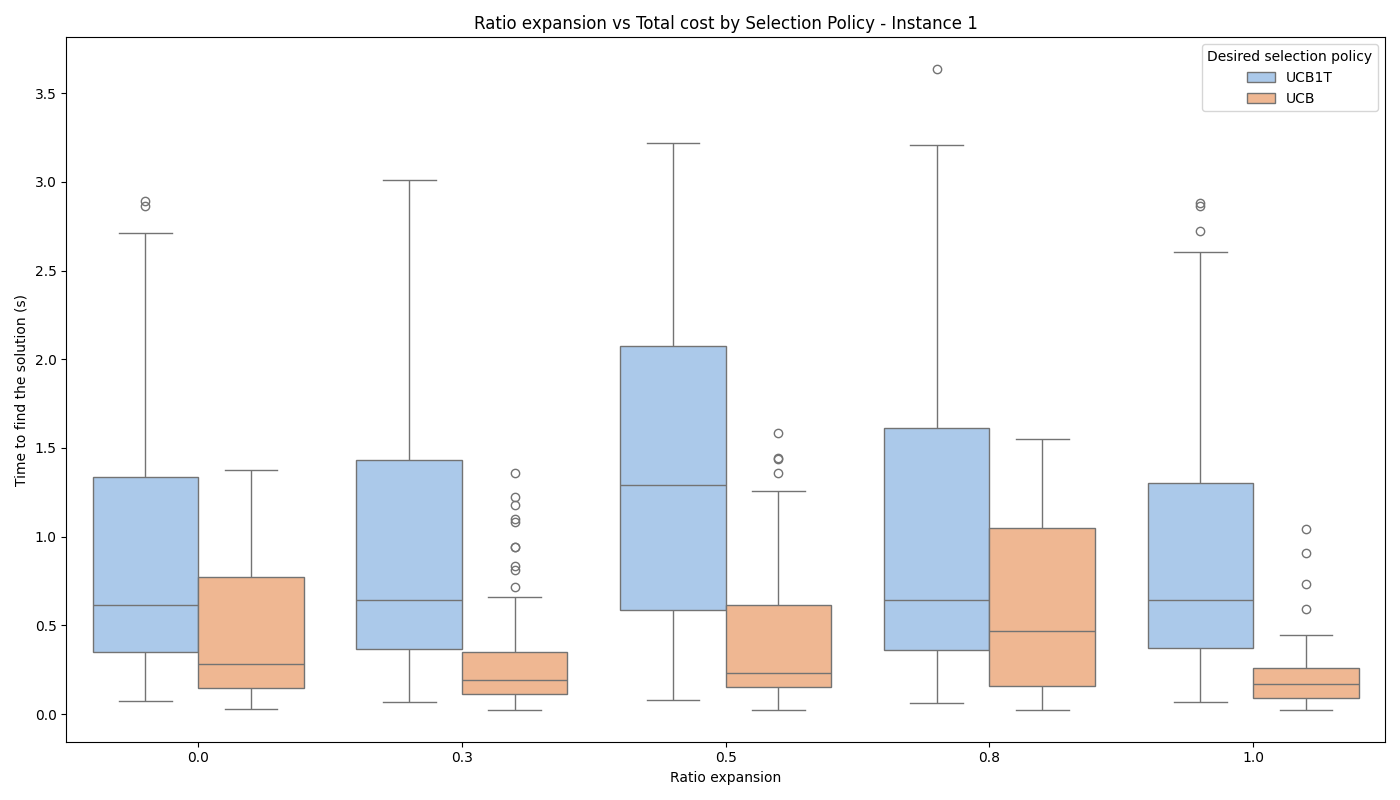 Ratio expansion vs Total cost by Selection Policy - Instance 1
Desired selection policy
UCB1T
UCB
Time to find the solution (s)
3.5
3.0
2.5
2.0
1.5
1.0
0.5
0.0
0.0 0.3 0.5 0.8 1.0
Ratio expansion